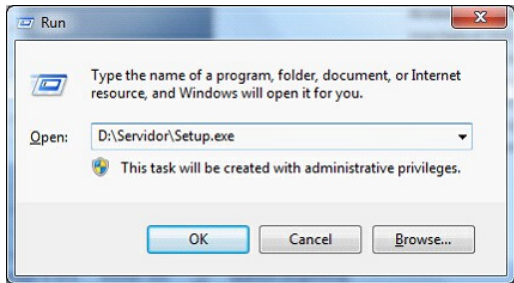 Run
Type the name of a program, folder, document, or Internet
resource, and Windows will open it for you.
Open: D:\Servidor\Setup.exe
This task will be created with administrative privileges.
OK Cancel Browse...